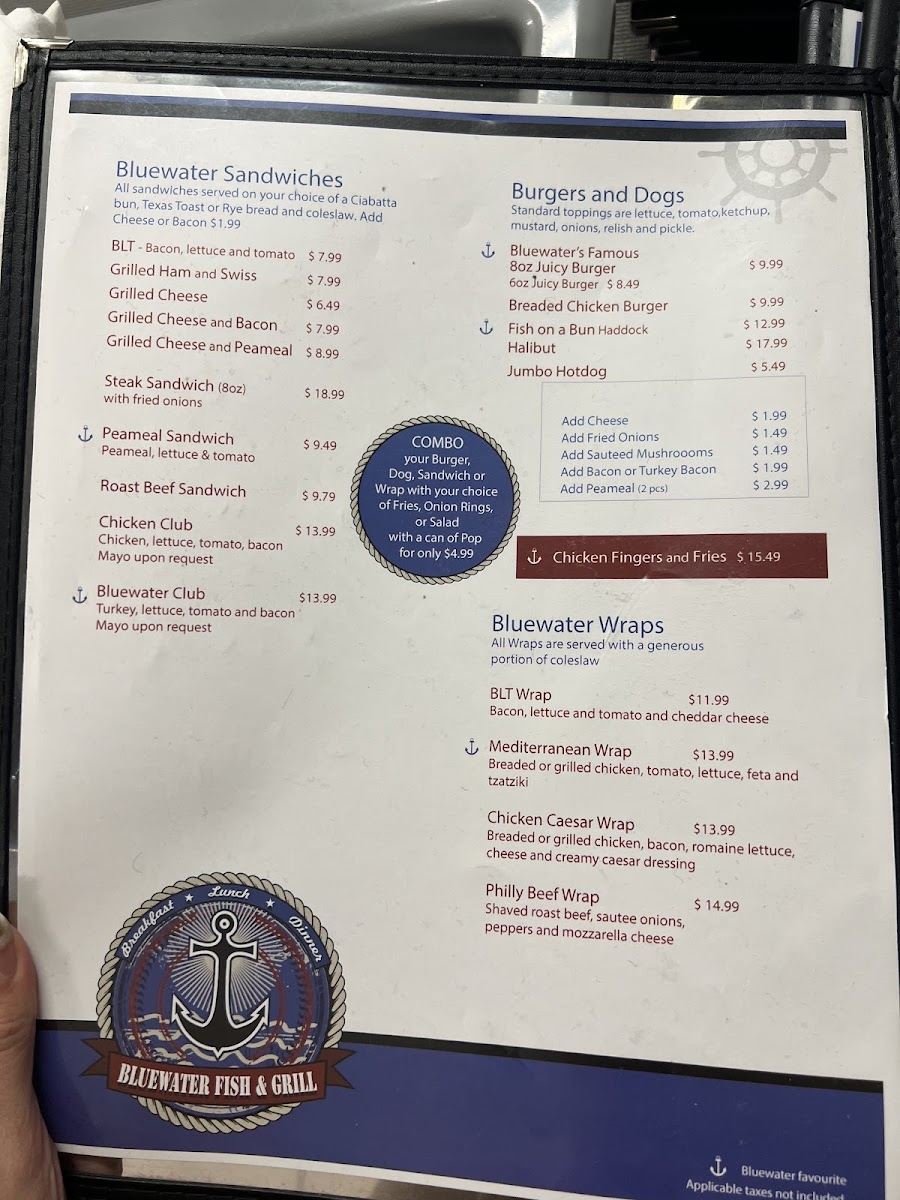 Bluewater Sandwiches
All sandwiches served on your choice of a Ciabatta
bun, Texas Toast or Rye bread and coleslaw. Add
Cheese or Bacon $1.99
BLT - Bacon, lettuce and tomato $ 7.99
Grilled Ham and Swiss $ 7.99
Grilled Cheese $ 6.49
Grilled Cheese and Bacon $ 7.99
Grilled Cheese and Peameal $ 8.99
Steak Sandwich (8oz) $ 18.99
with fried onions
Peameal Sandwich $ 9.49
Peameal, lettuce & tomato
Roast Beef Sandwich $ 9.79
Chicken Club $ 13.99
Chicken, lettuce, tomato, bacon
Mayo upon request
Bluewater Club $13.99
Turkey, lettuce, tomato and bacon
Mayo upon request
COMBO
your Burger,
Dog, Sandwich or
Wrap with your choice
of Fries, Onion Rings,
or Salad
with a can of Pop
for only $4.99
Burgers and Dogs
Standard toppings are lettuce, tomato,ketchup,
mustard, onions, relish and pickle.
Bluewater's Famous
8oz Juicy Burger $ 9.99
6oz Juicy Burger $ 8.49
Breaded Chicken Burger $ 9.99
Fish on a Bun Haddock $ 12.99
Halibut $ 17.99
Jumbo Hotdog $ 5.49
Add Cheese $ 1.99
Add Fried Onions $ 1.49
Add Sauteed Mushroooms $ 1.49
Add Bacon or Turkey Bacon $ 1.99
Add Peameal (2 pcs) $ 2.99
Chicken Fingers and Fries $ 15.49
Bluewater Wraps
All Wraps are served with a generous
portion of coleslaw
BLT Wrap $11.99
Bacon, lettuce and tomato and cheddar cheese
Mediterranean Wrap $13.99
Breaded or grilled chicken, tomato, lettuce, feta and
tzatziki
Chicken Caesar Wrap $13.99
Breaded or grilled chicken, bacon, romaine lettuce,
cheese and creamy caesar dressing
Philly Beef Wrap $ 14.99
Shaved roast beef, sautee onions,
peppers and mozzarella cheese
Breakfast Lunch Dinner
BLUEWATER FISH & GRILL
Bluewater favourite
Applicable taxes not included